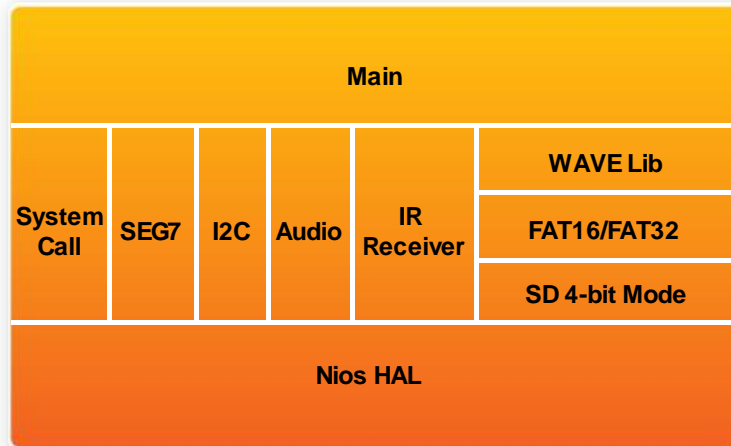 Main
System
Call
SEG7
I2C
Audio
IR
Receiver
WAVE Lib
FAT16/FAT32
SD 4-bit Mode
Nios HAL